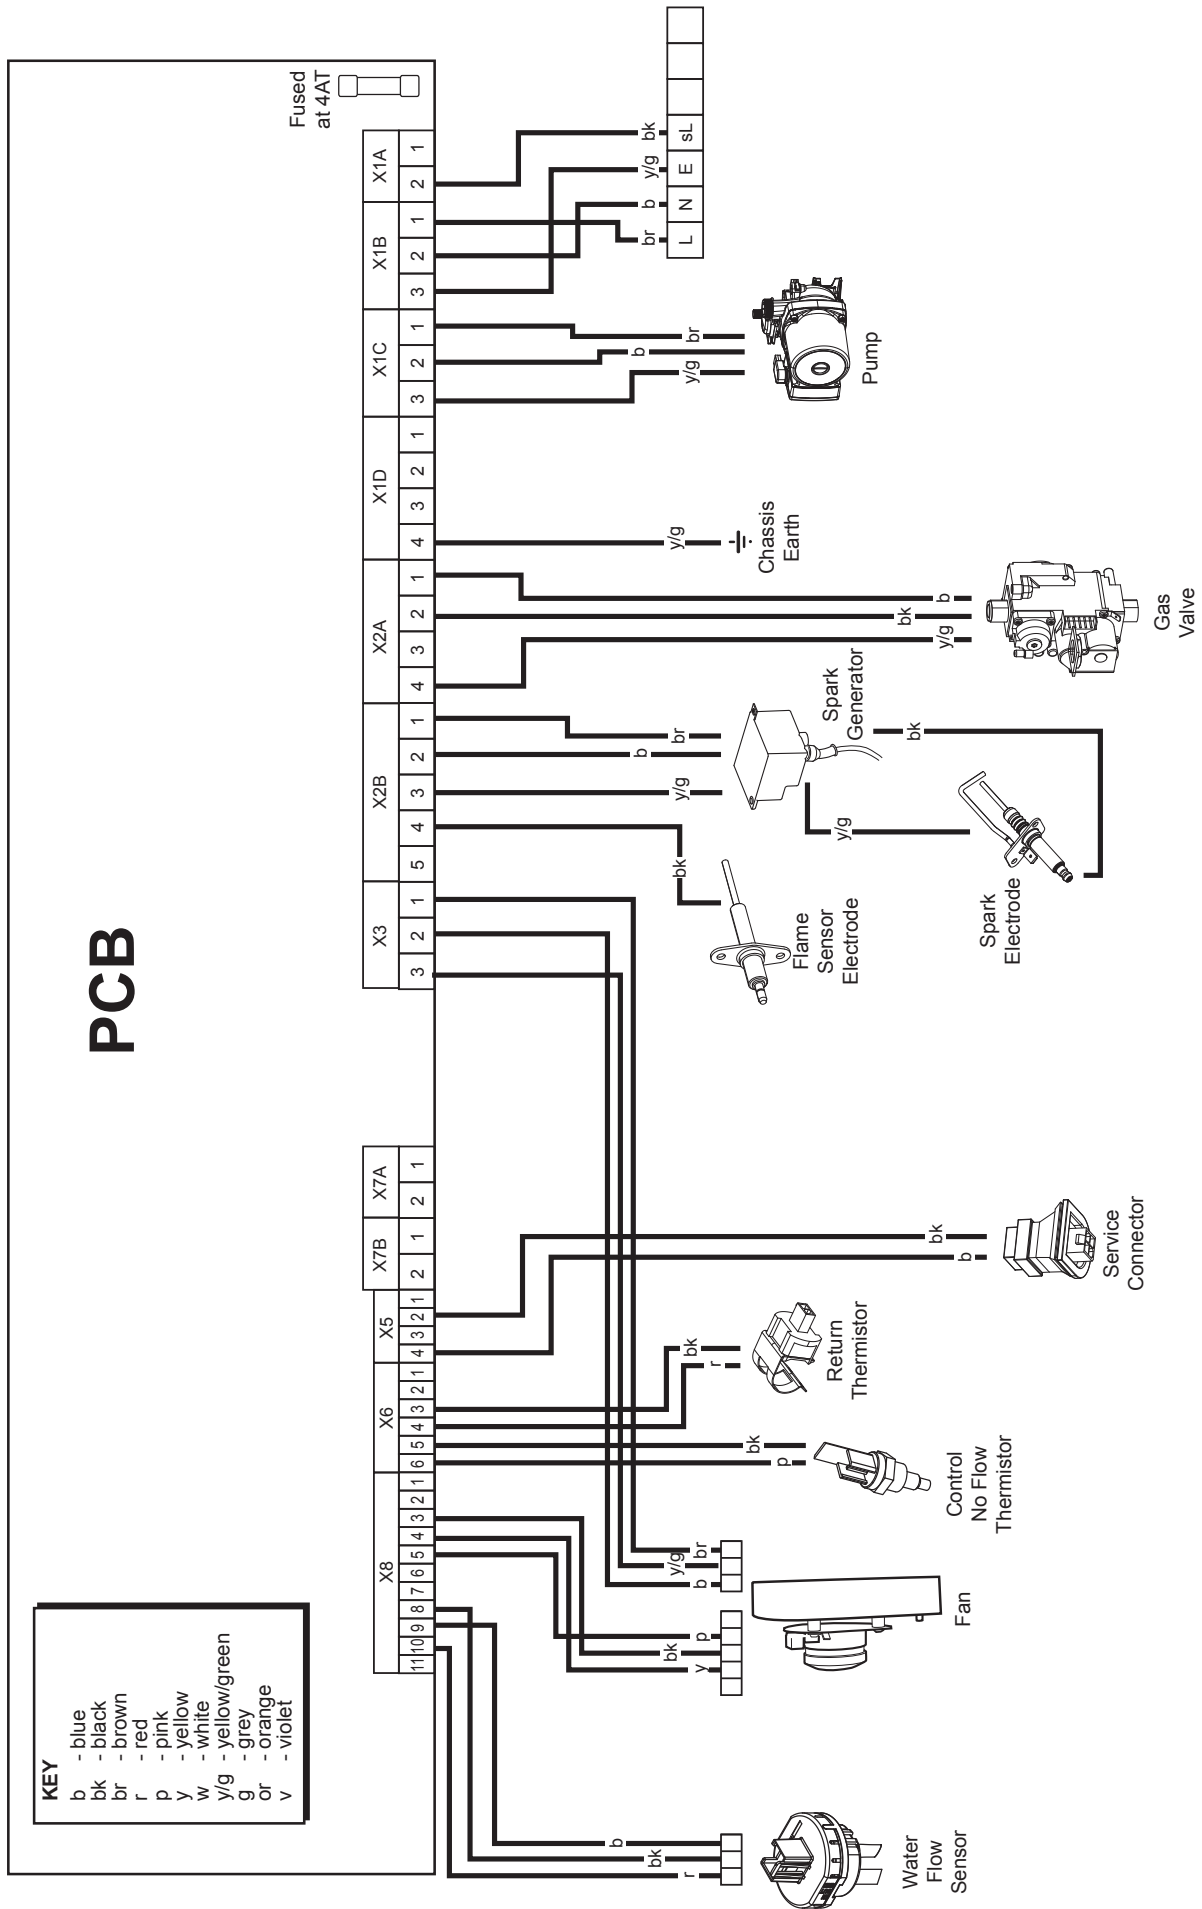 PCB
KEY
b - blue
bk - black
br - brown
r - red
p - pink
y - yellow
w - white
y/g - yellow/green
g - grey
or - orange
v - violet
Fused
at 4AT
X8
11 10 9 8 7 6 5 4 3 2 1
X6
6 5 4 3 2 1
X5
4 3 2 1
X7B
2 1
X7A
2 1
X3
3 2 1
X2B
5 4 3 2 1
X2A
4 3 2 1
X1D
4 3 2 1
X1C
3 2 1
X1B
3 2 1
X1A
2 1
r bk b
Water
Flow
Sensor
y bk p
b y/g br
Fan
p bk
Control
No Flow
Thermistor
r bk
Return
Thermistor
b bk
Service
Connector
bk
Flame
Sensor
Electrode
y/g b br
Spark
Generator
y/g
bk
Spark
Electrode
y/g bk b
Gas
Valve
y/g
Chassis
Earth
y/g b br
Pump
br b y/g bk
L N E sL